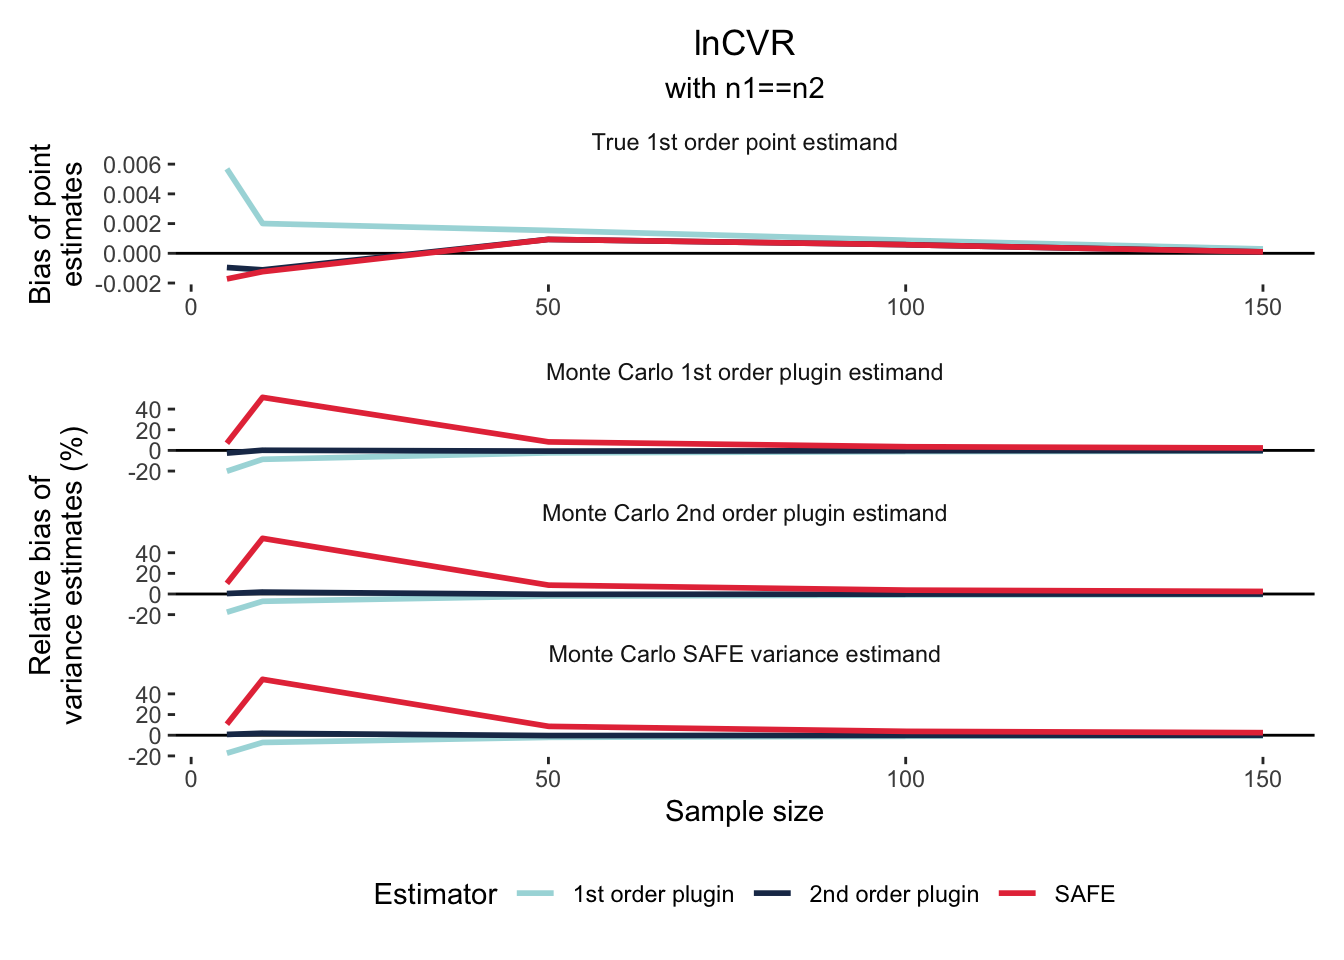 lnCVR
with n1==n2
True 1st order point estimand
Bias of point
estimates
0.006
0.004
0.002
0.000
-0.002
0 50 100 150
Monte Carlo 1st order plugin estimand
Relative bias of
variance estimates (%)
40
20
0
-20
Monte Carlo 2nd order plugin estimand
40
20
0
-20
Monte Carlo SAFE variance estimand
40
20
0
-20
0 50 100 150
Sample size
Estimator 1st order plugin 2nd order plugin SAFE